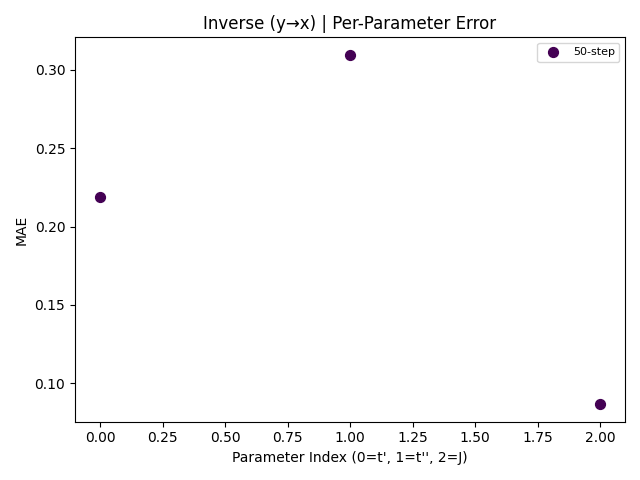 Inverse (y→x) | Per-Parameter Error
50-step
MAE
0.30
0.25
0.20
0.15
0.10
0.00 0.25 0.50 0.75 1.00 1.25 1.50 1.75 2.00
Parameter Index (0=t', 1=t'', 2=J)